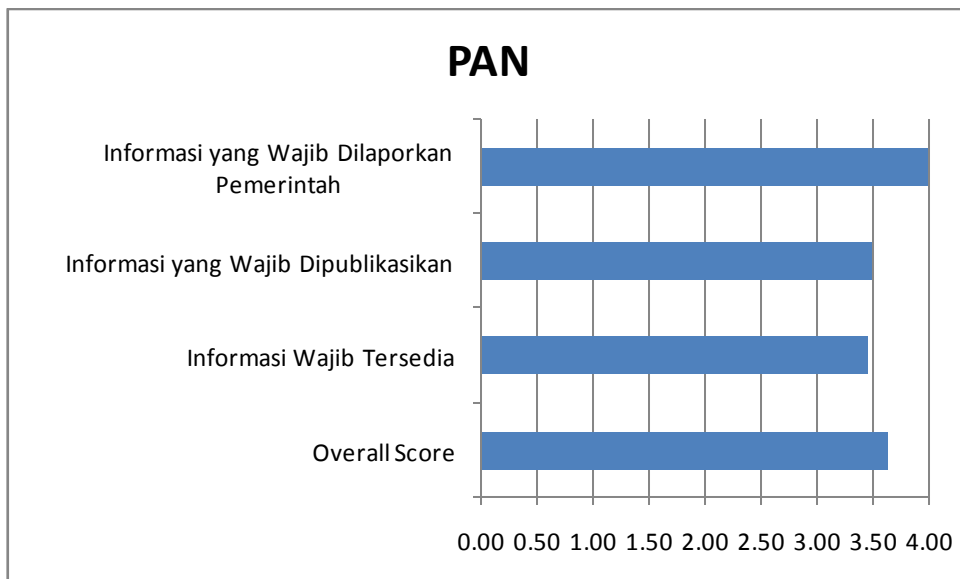 PAN
Informasi yang Wajib Dilaporkan
Pemerintah
Informasi yang Wajib Dipublikasikan
Informasi Wajib Tersedia
Overall Score
0.00 0.50 1.00 1.50 2.00 2.50 3.00 3.50 4.00